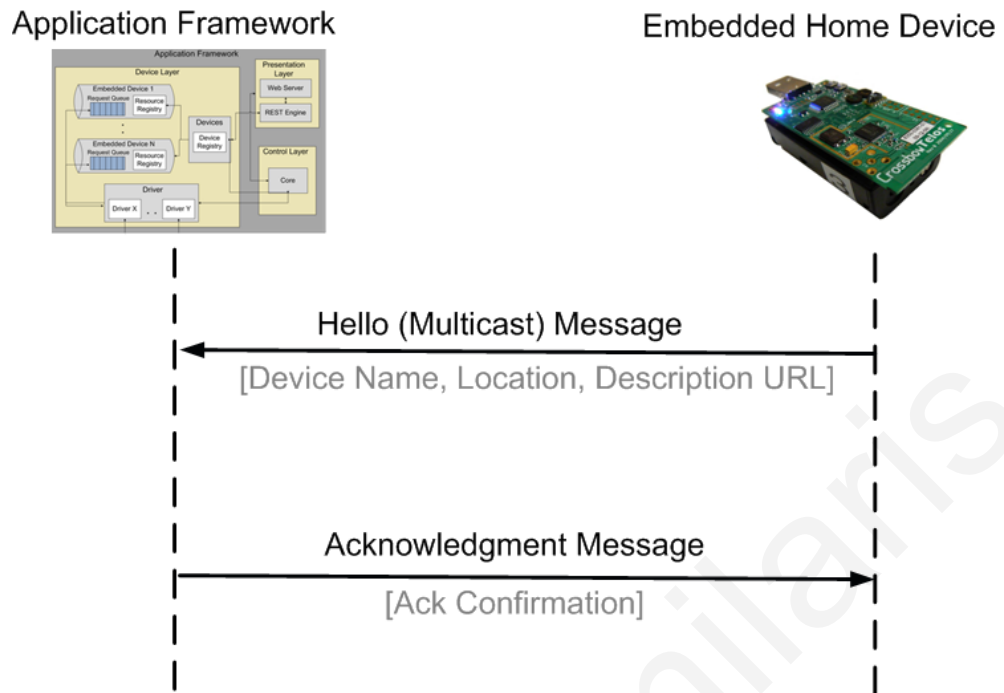 Application Framework
Embedded Home Device
Application Framework
Device Layer
Embedded Device 1
Request Queue
Resource
Registry
Embedded Device N
Request Queue
Resource
Registry
Devices
Device
Registry
Driver
Driver X
. .
Driver Y
Presentation
Layer
Web Server
REST Engine
Control Layer
Core
CrossbowTelos
Hello (Multicast) Message
[Device Name, Location, Description URL]
Acknowledgment Message
[Ack Confirmation]